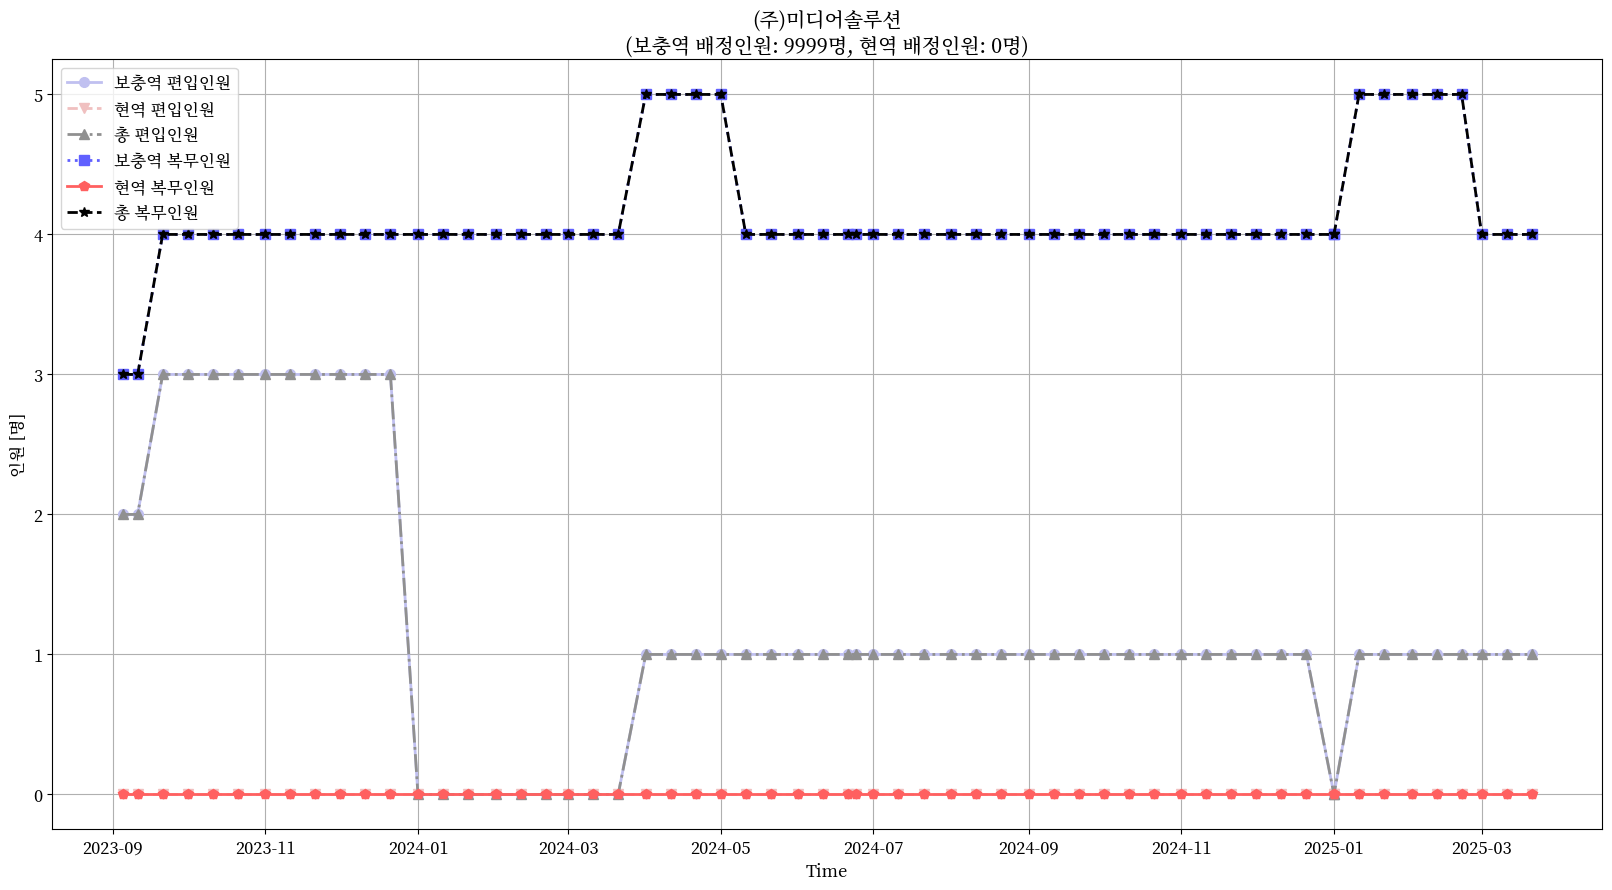 (주)미디어솔루션
(보충역 배정인원: 9999명, 현역 배정인원: 0명)
보충역 편입인원
현역 편입인원
총 편입인원
보충역 복무인원
현역 복무인원
총 복무인원
5
4
3
2
1
0
인원 [명]
2023-09 2023-11 2024-01 2024-03 2024-05 2024-07 2024-09 2024-11 2025-01 2025-03
Time